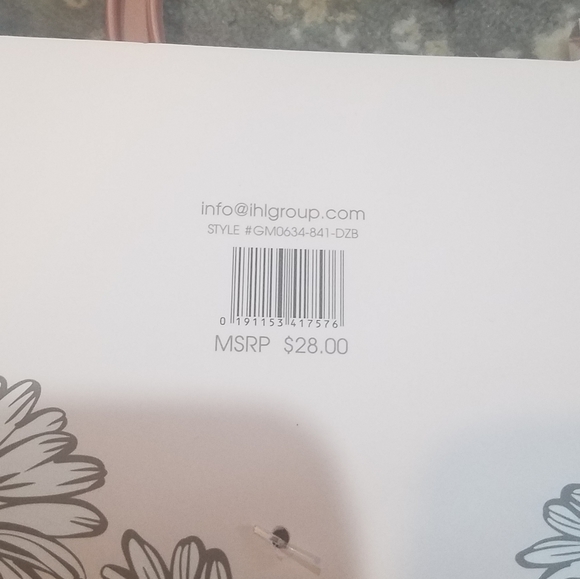 info@ihlgroup.com
STYLE #GM0634-841-DZB
0 191153 417576
MSRP $28.00